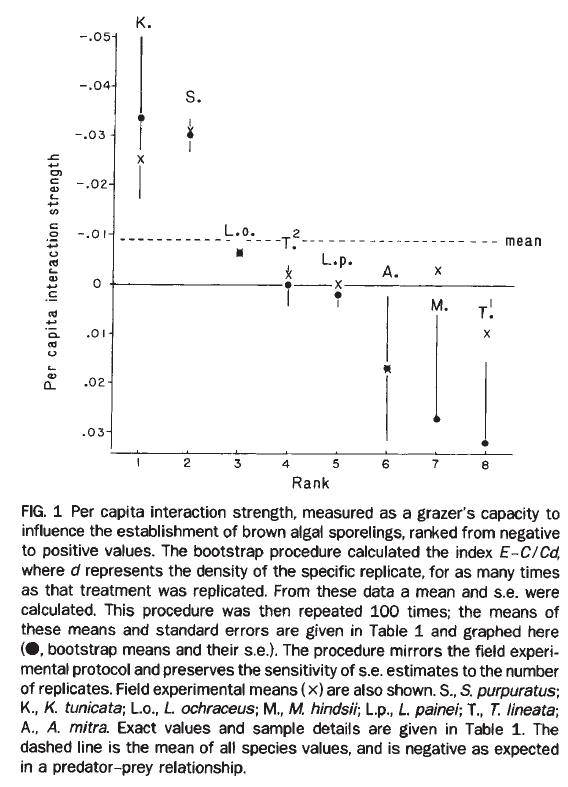 K.
-.05
-.04
S.
-.03
-.02
Per capita interaction strength
-.01
L.o.
T.²
mean
L.p.
A.
0
M.
T.¹
.01
.02
.03
1 2 3 4 5 6 7 8
Rank
FIG. 1 Per capita interaction strength, measured as a grazer's capacity to
influence the establishment of brown algal sporelings, ranked from negative
to positive values. The bootstrap procedure calculated the index E–C/Cd,
where d represents the density of the specific replicate, for as many times
as that treatment was replicated. From these data a mean and s.e. were
calculated. This procedure was then repeated 100 times; the means of
these means and standard errors are given in Table 1 and graphed here
(●, bootstrap means and their s.e.). The procedure mirrors the field experi-
mental protocol and preserves the sensitivity of s.e. estimates to the number
of replicates. Field experimental means (×) are also shown. S., S. purpuratus;
K., K. tunicata; L.o., L. ochraceus; M., M. hindsii; L.p., L. painei; T., T. lineata;
A., A. mitra. Exact values and sample details are given in Table 1. The
dashed line is the mean of all species values, and is negative as expected
in a predator–prey relationship.